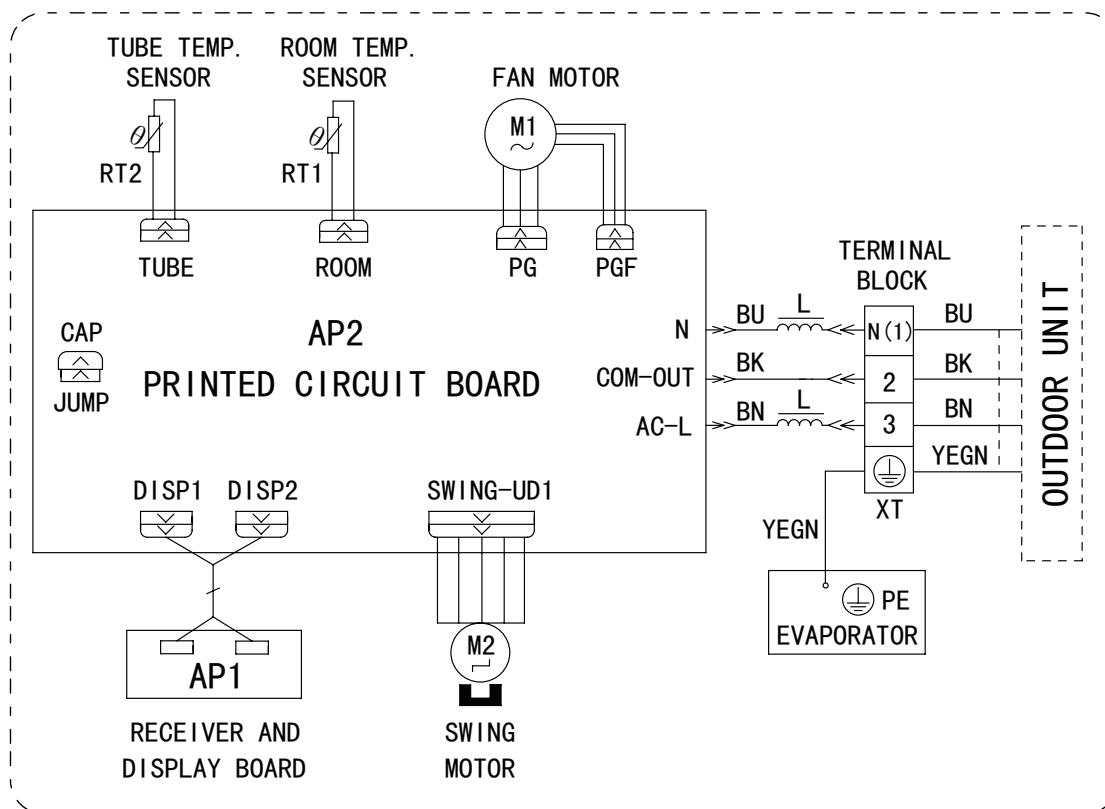 TUBE TEMP.
SENSOR
ROOM TEMP.
SENSOR
FAN MOTOR
θ
RT2
θ
RT1
M1
~
TUBE
ROOM
PG
PGF
TERMINAL
BLOCK
CAP
JUMP
AP2
PRINTED CIRCUIT BOARD
N
BU
L
N(1)
BU
COM-OUT
BK
2
BK
AC-L
BN
L
3
BN
YEGN
XT
OUTDOOR UNIT
DISP1
DISP2
SWING-UD1
YEGN
PE
EVAPORATOR
AP1
M2
RECEIVER AND
DISPLAY BOARD
SWING
MOTOR